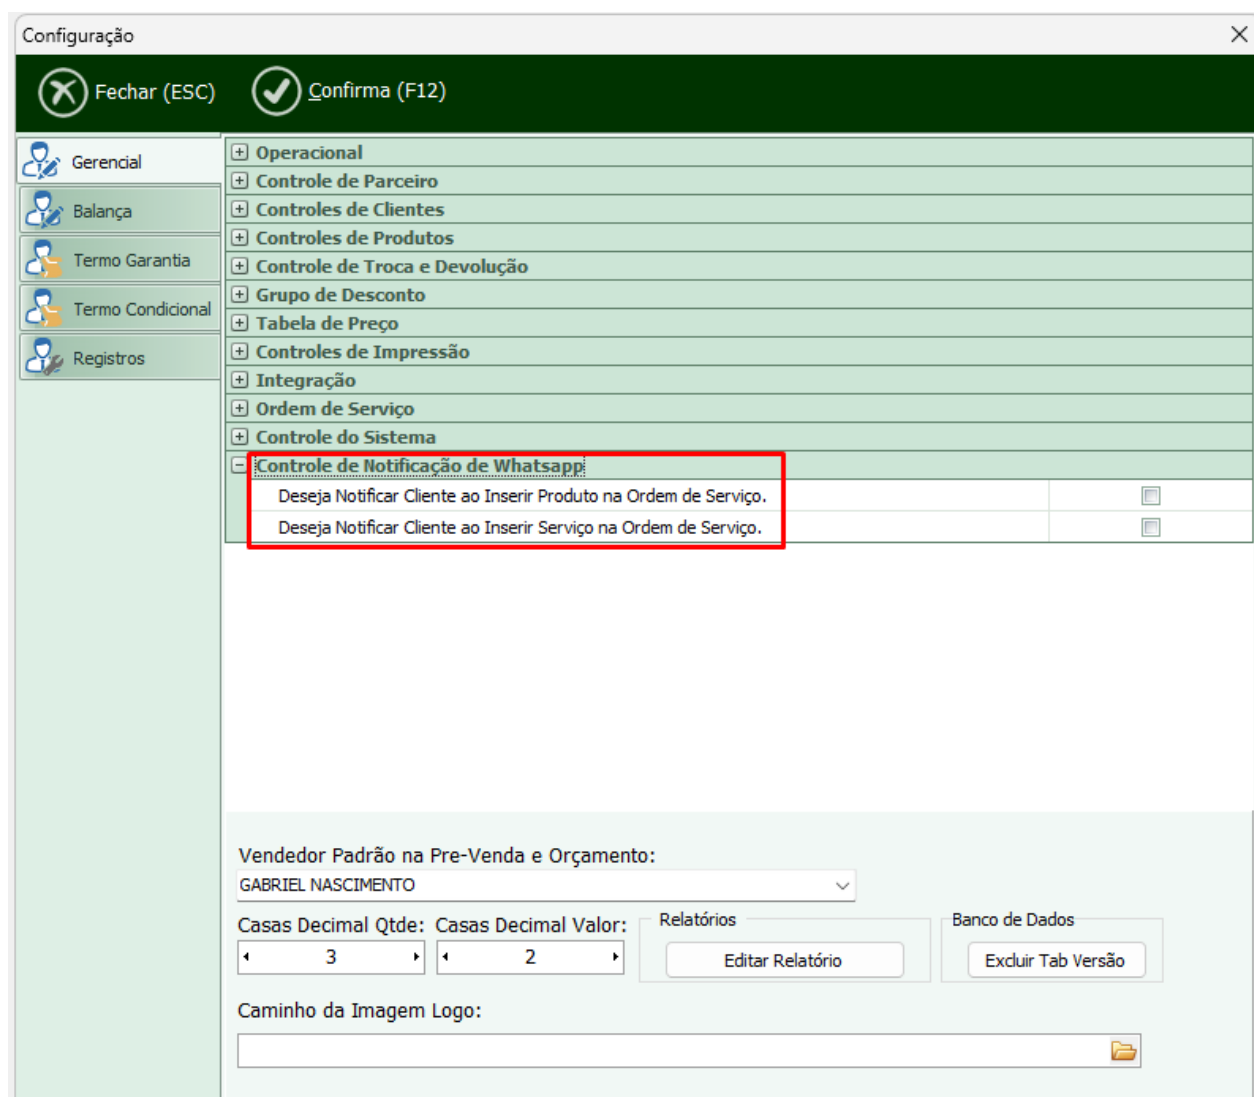 Configuração
Fechar (ESC) Confirma (F12)
Gerencial
Balança
Termo Garantia
Termo Condicional
Registros
Operacional
Controle de Parceiro
Controles de Clientes
Controles de Produtos
Controle de Troca e Devolução
Grupo de Desconto
Tabela de Preço
Controles de Impressão
Integração
Ordem de Serviço
Controle do Sistema
Controle de Notificação de Whatsapp
Deseja Notificar Cliente ao Inserir Produto na Ordem de Serviço.
Deseja Notificar Cliente ao Inserir Serviço na Ordem de Serviço.
Vendedor Padrão na Pre-Venda e Orçamento:
GABRIEL NASCIMENTO
Casas Decimal Qtde: Casas Decimal Valor: Relatórios Banco de Dados
3 2 Editar Relatório Excluir Tab Versão
Caminho da Imagem Logo: